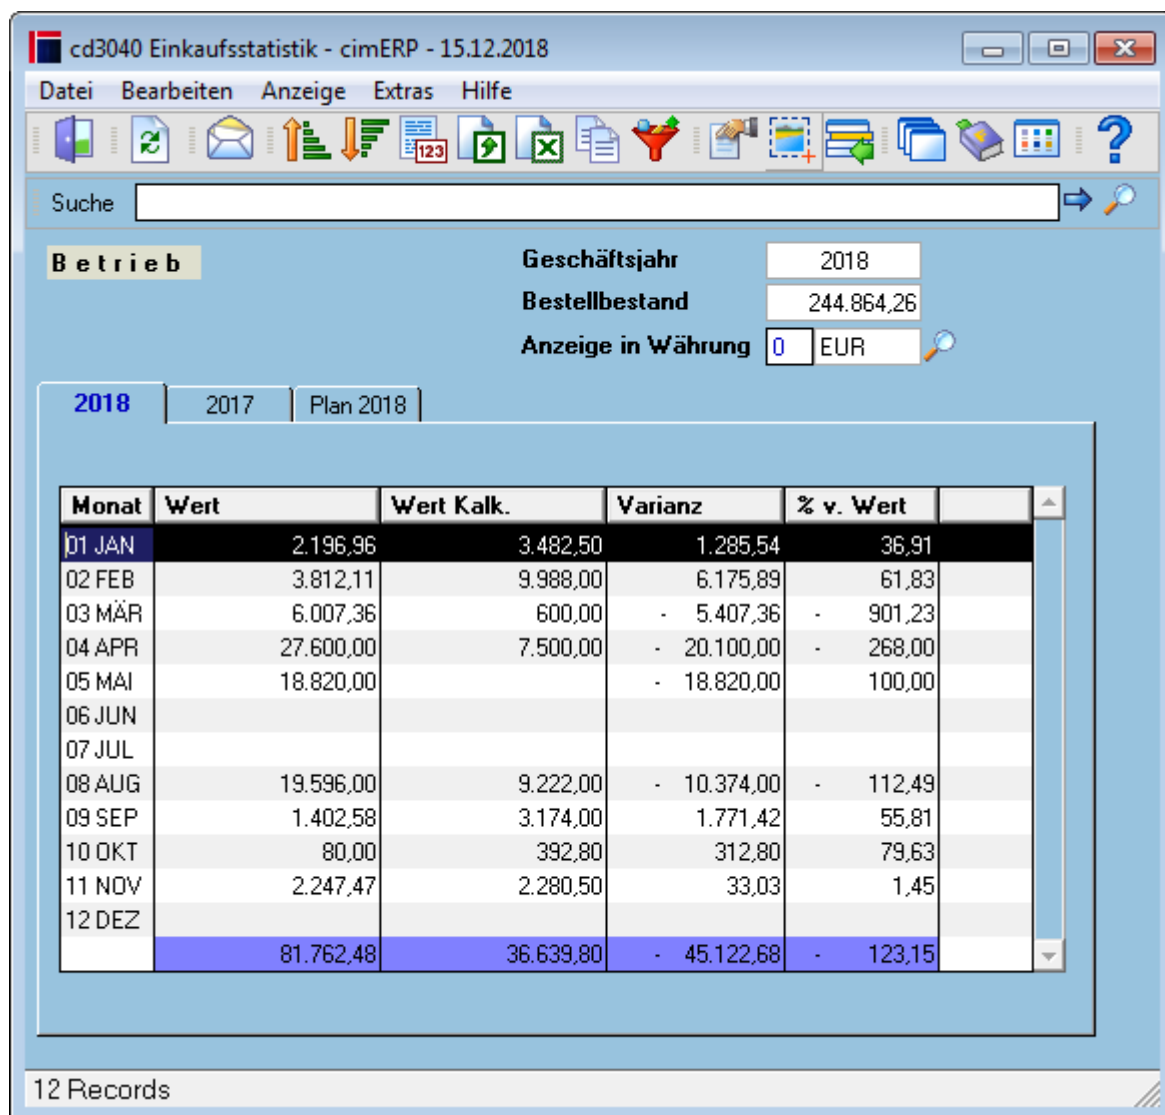 cd3040 Einkaufsstatistik - cimERP - 15.12.2018
Datei Bearbeiten Anzeige Extras Hilfe
123
Suche
Betrieb
Geschäftsjahr 2018
Bestellbestand 244.864,26
Anzeige in Währung 0 EUR
2018 2017 Plan 2018
Monat Wert Wert Kalk. Varianz % v. Wert
01 JAN 2.196,96 3.482,50 1.285,54 36,91
02 FEB 3.812,11 9.988,00 6.175,89 61,83
03 MÄR 6.007,36 600,00 - 5.407,36 - 901,23
04 APR 27.600,00 7.500,00 - 20.100,00 - 268,00
05 MAI 18.820,00 - 18.820,00 100,00
06 JUN
07 JUL
08 AUG 19.596,00 9.222,00 - 10.374,00 - 112,49
09 SEP 1.402,58 3.174,00 1.771,42 55,81
10 OKT 80,00 392,80 312,80 79,63
11 NOV 2.247,47 2.280,50 33,03 1,45
12 DEZ
81.762,48 36.639,80 - 45.122,68 - 123,15
12 Records